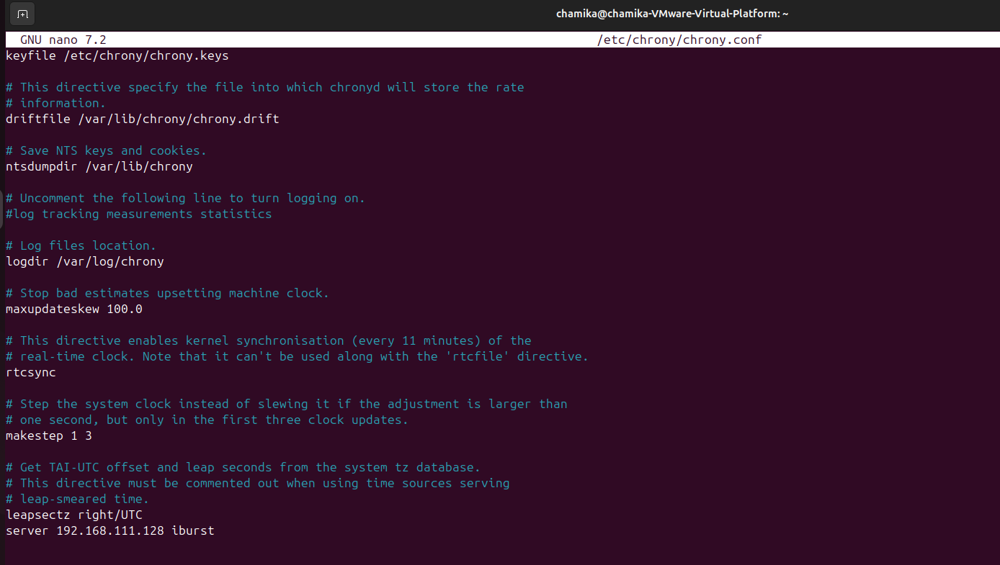 chamika@chamika-VMware-Virtual-Platform: ~
GNU nano 7.2 /etc/chrony/chrony.conf
keyfile /etc/chrony/chrony.keys
# This directive specify the file into which chronyd will store the rate
# information.
driftfile /var/lib/chrony/chrony.drift
# Save NTS keys and cookies.
ntsdumpdir /var/lib/chrony
# Uncomment the following line to turn logging on.
#log tracking measurements statistics
# Log files location.
logdir /var/log/chrony
# Stop bad estimates upsetting machine clock.
maxupdateskew 100.0
# This directive enables kernel synchronisation (every 11 minutes) of the
# real-time clock. Note that it can't be used along with the 'rtcfile' directive.
rtcsync
# Step the system clock instead of slewing it if the adjustment is larger than
# one second, but only in the first three clock updates.
makestep 1 3
# Get TAI-UTC offset and leap seconds from the system tz database.
# This directive must be commented out when using time sources serving
# leap-smeared time.
leapsectz right/UTC
server 192.168.111.128 iburst